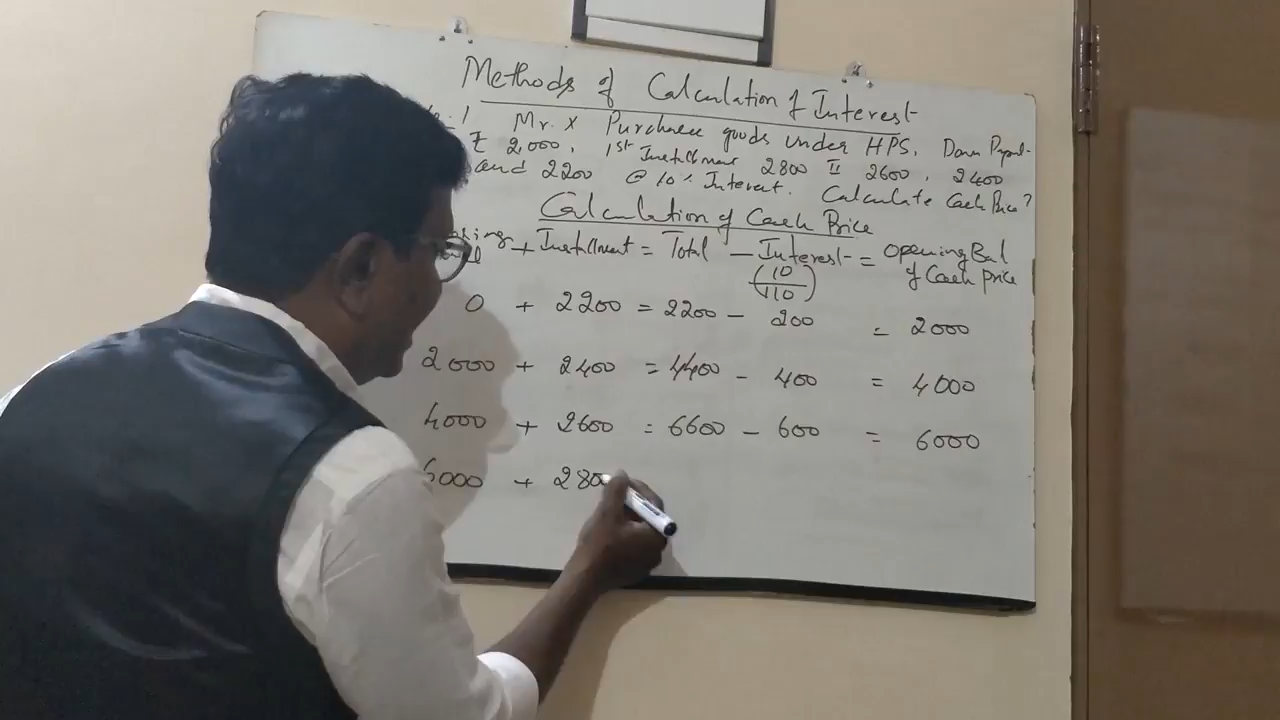 Methods of Calculation of Interest
Mr. X Purchase goods under HPS. Down
₹ 2,000, 1st Installment 2800 II 2600, 2400
and 2200 @ 10% Interest. Calculate Cash Price?
Calculation of Cash Price
+ Installment = Total - Interest = Opening Bal of Cash Price
(10/110)
0 + 2200 = 2200 - 200 = 2000
2000 + 2400 = 4400 - 400 = 4000
4000 + 2600 = 6600 - 600 = 6000
6000 + 280